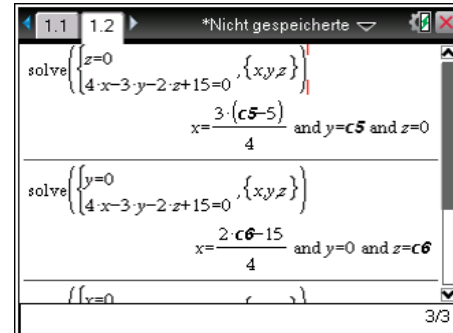 1.1 1.2 *Nicht gespeicherte
solve({z=0
4·x−3·y−2·z+15=0 ,{x,y,z})
x=3·(c5−5)/4 and y=c5 and z=0
solve({y=0
4·x−3·y−2·z+15=0 ,{x,y,z})
x=2·c6−15/4 and y=0 and z=c6
3/3